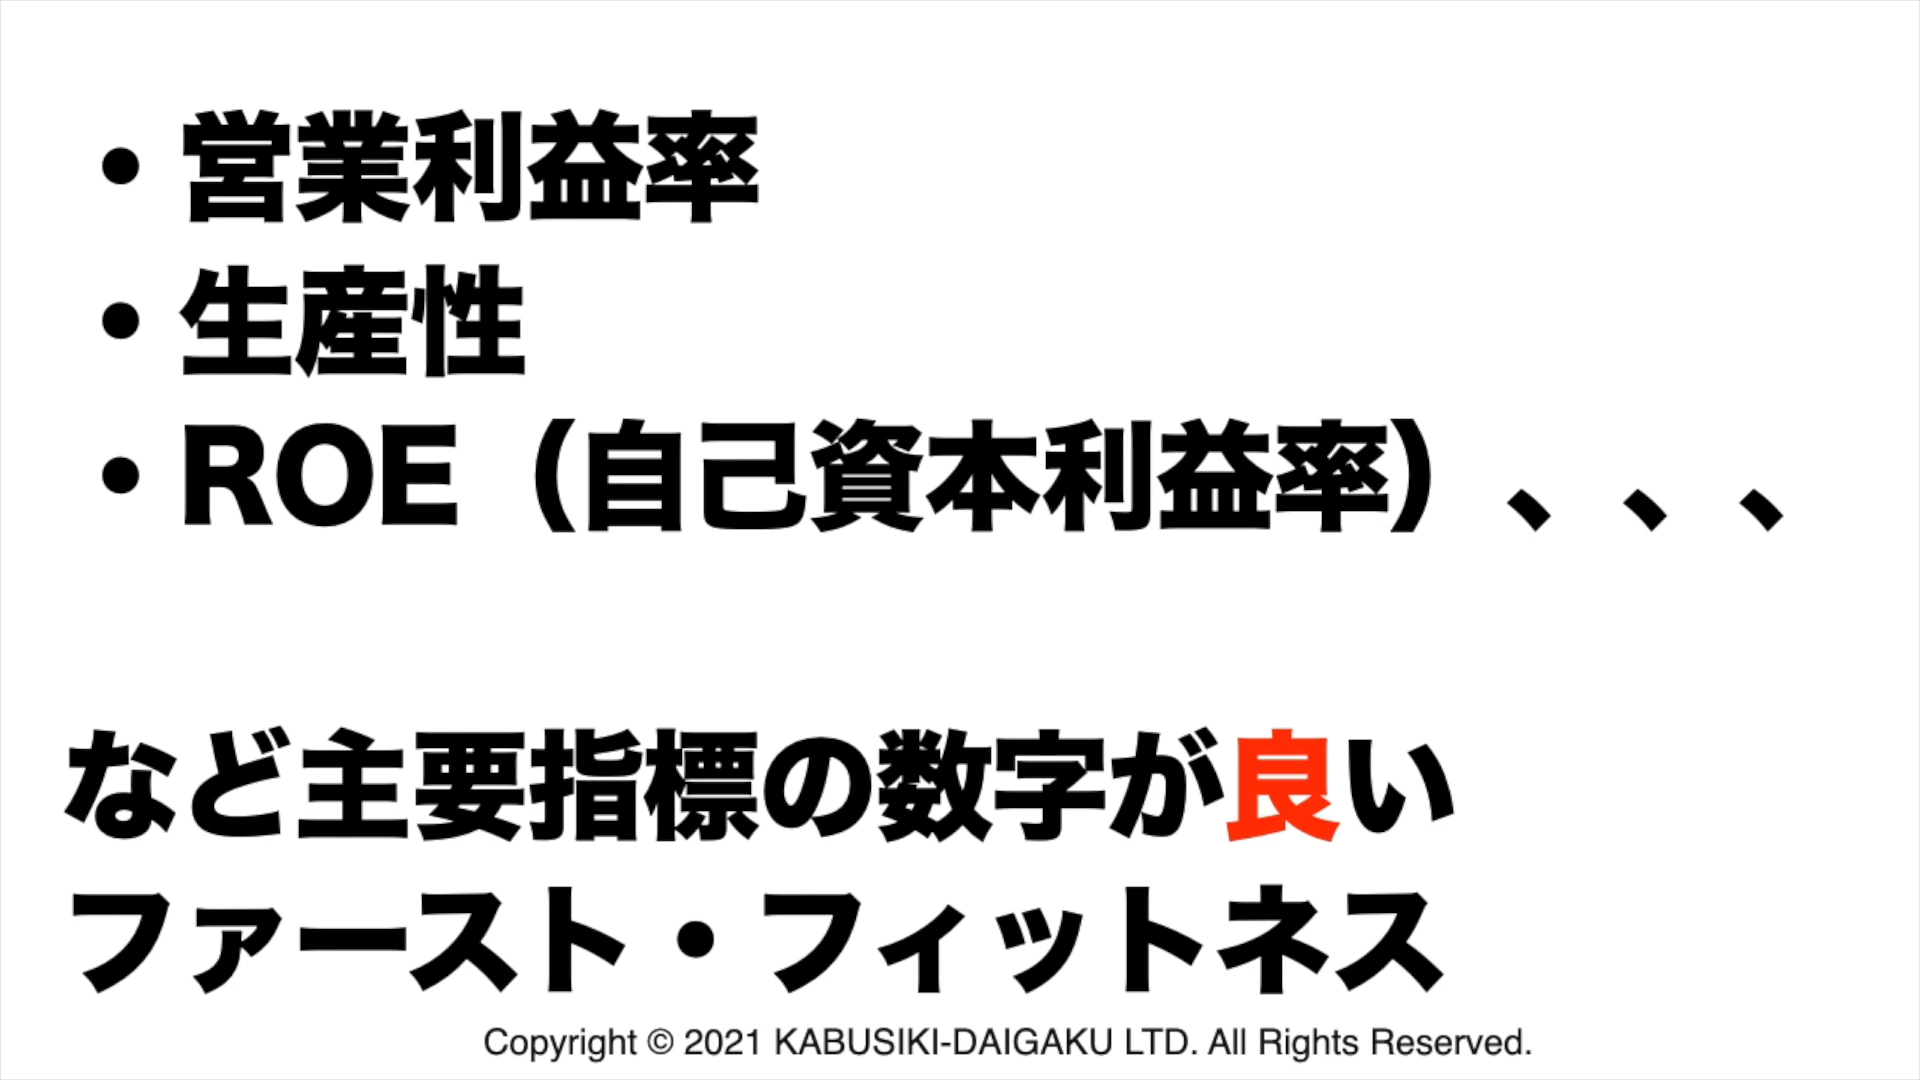 ・営業利益率
・生産性
・ROE（自己資本利益率）、、、
など主要指標の数字が良い
ファースト・フィットネス
Copyright © 2021 KABUSIKI-DAIGAKU LTD. All Rights Reserved.